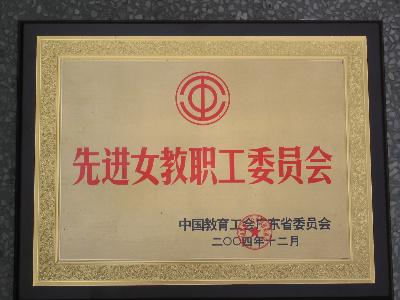 先进女教职工委员会
中国教育工会广东省委员会
二〇〇四年十二月